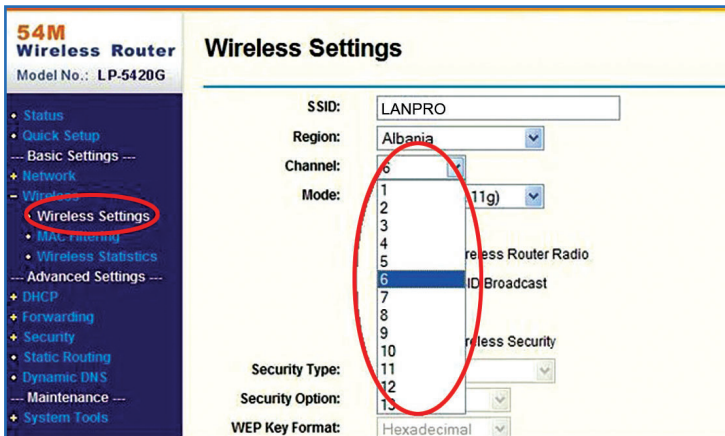 54M
Wireless Router
Model No.: LP-5420G
Status
Quick Setup
--- Basic Settings ---
Network
Wireless
Wireless Settings
MAC Filtering
Wireless Statistics
--- Advanced Settings ---
DHCP
Forwarding
Security
Static Routing
Dynamic DNS
--- Maintenance ---
System Tools
Wireless Settings
SSID: LANPRO
Region: Albania
Channel: 6
Mode: 11g)
1
2
3
4
5
6
7
8
9
10
11
12
13
reless Router Radio
ID Broadcast
reless Security
Security Type:
Security Option:
WEP Key Format: Hexadecimal